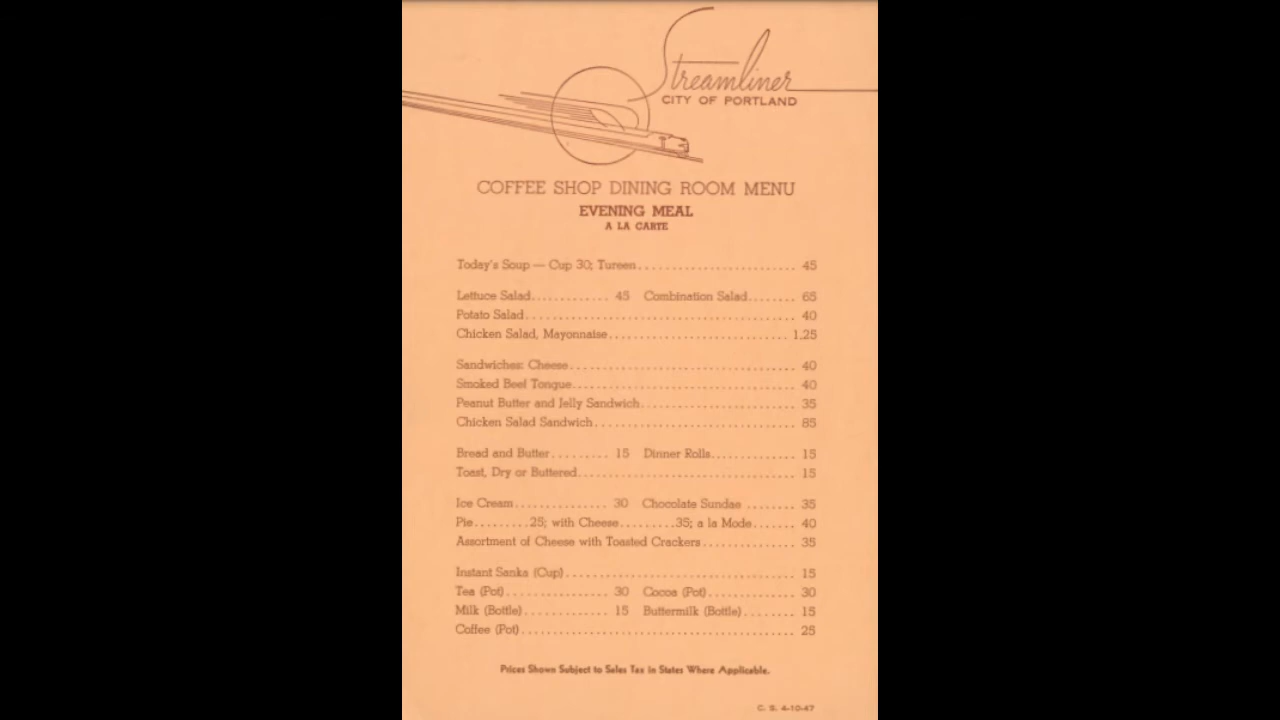 Streamliner
CITY OF PORTLAND
COFFEE SHOP DINING ROOM MENU
EVENING MEAL
A LA CARTE
Today's Soup — Cup 30; Tureen........................ 45
Lettuce Salad............ 45 Combination Salad....... 65
Potato Salad......................................... 40
Chicken Salad, Mayonnaise........................... 1.25
Sandwiches: Cheese................................... 40
Smoked Beef Tongue.................................. 40
Peanut Butter and Jelly Sandwich........................ 35
Chicken Salad Sandwich............................... 85
Bread and Butter......... 15 Dinner Rolls............. 15
Toast, Dry or Buttered................................. 15
Ice Cream.............. 30 Chocolate Sundae ........ 35
Pie.........25; with Cheese.........35; a la Mode....... 40
Assortment of Cheese with Toasted Crackers............... 35
Instant Sanka (Cup)................................... 15
Tea (Pot)................ 30 Cocoa (Pot).............. 30
Milk (Bottle)............. 15 Buttermilk (Bottle)......... 15
Coffee (Pot).......................................... 25
Prices Shown Subject to Sales Tax in States Where Applicable.
C. S. 4-10-47